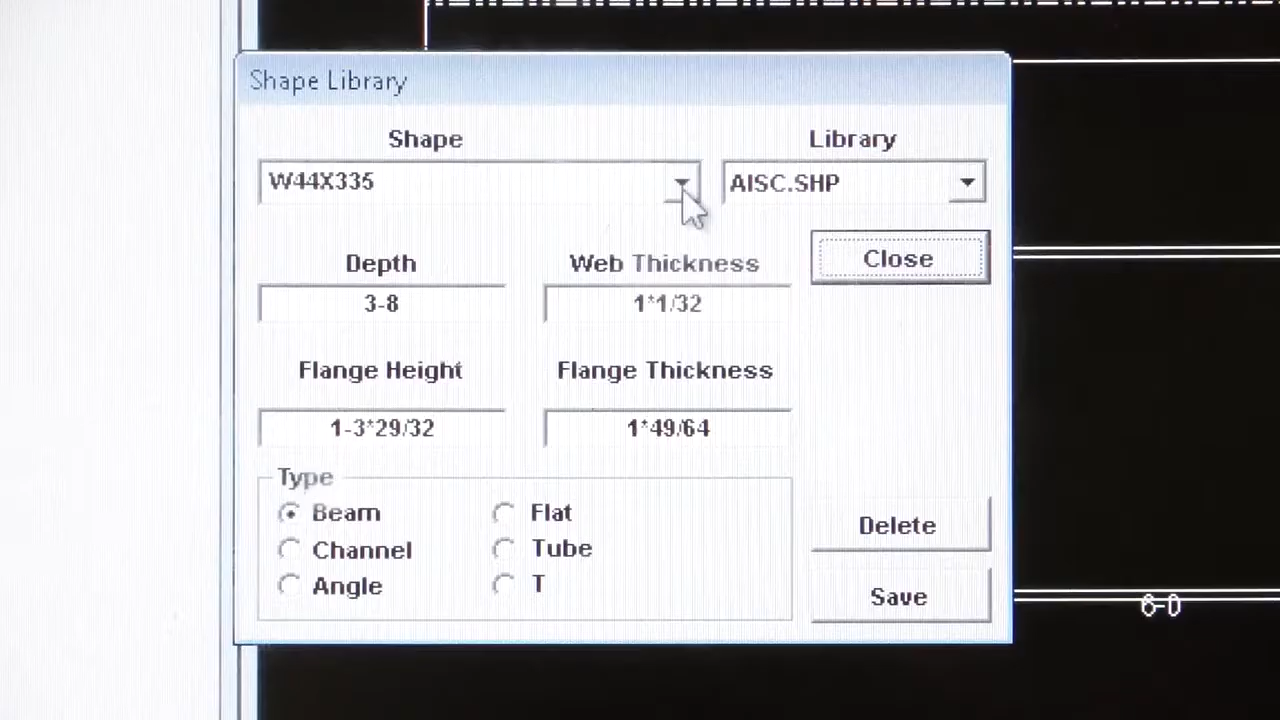 Shape Library
Shape Library
W44X335 AISC.SHP
Depth Web Thickness Close
3-8 1*1/32
Flange Height Flange Thickness
1-3*29/32 1*49/64
Type
Beam Flat Delete
Channel Tube
Angle T Save
6-0